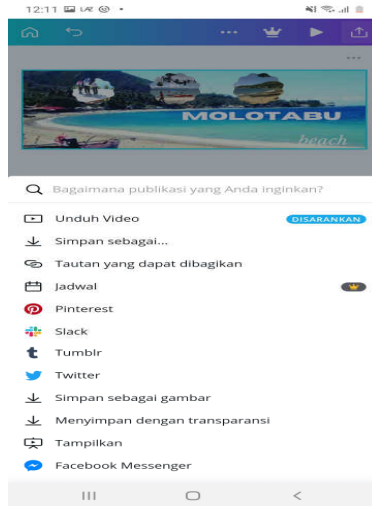 12:11
MOLOTABU
beach
Bagaimana publikasi yang Anda inginkan?
Unduh Video DISARANKAN
Simpan sebagai...
Tautan yang dapat dibagikan
Jadwal
Pinterest
Slack
Tumblr
Twitter
Simpan sebagai gambar
Menyimpan dengan transparansi
Tampilkan
Facebook Messenger